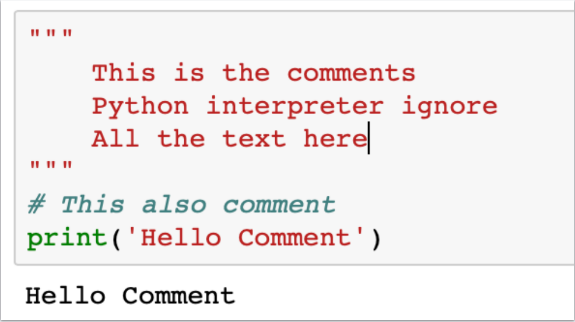 """
    This is the comments
    Python interpreter ignore
    All the text here
"""
# This also comment
print('Hello Comment')
Hello Comment